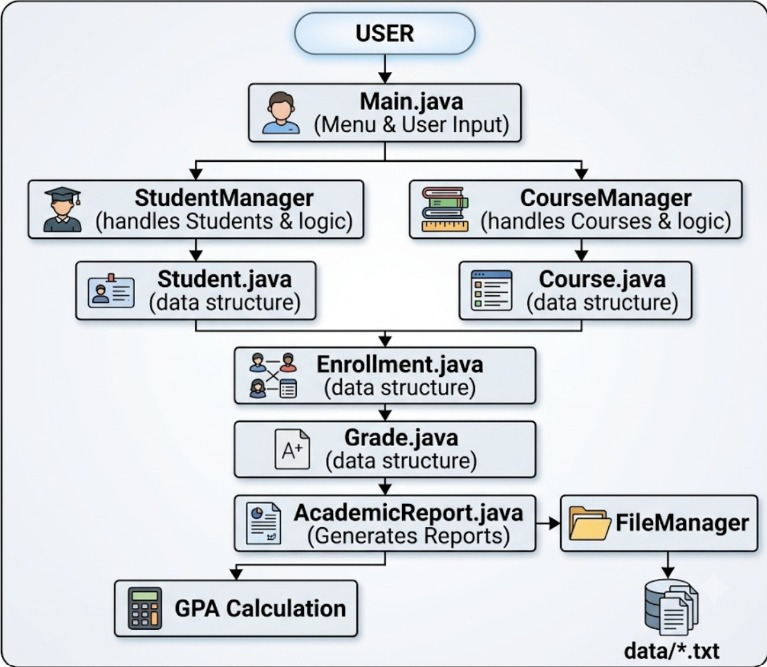 USER
Main.java
(Menu & User Input)
StudentManager
(handles Students & logic)
CourseManager
(handles Courses & logic)
Student.java
(data structure)
Course.java
(data structure)
Enrollment.java
(data structure)
A+
Grade.java
(data structure)
AcademicReport.java
(Generates Reports)
FileManager
GPA Calculation
data/*.txt